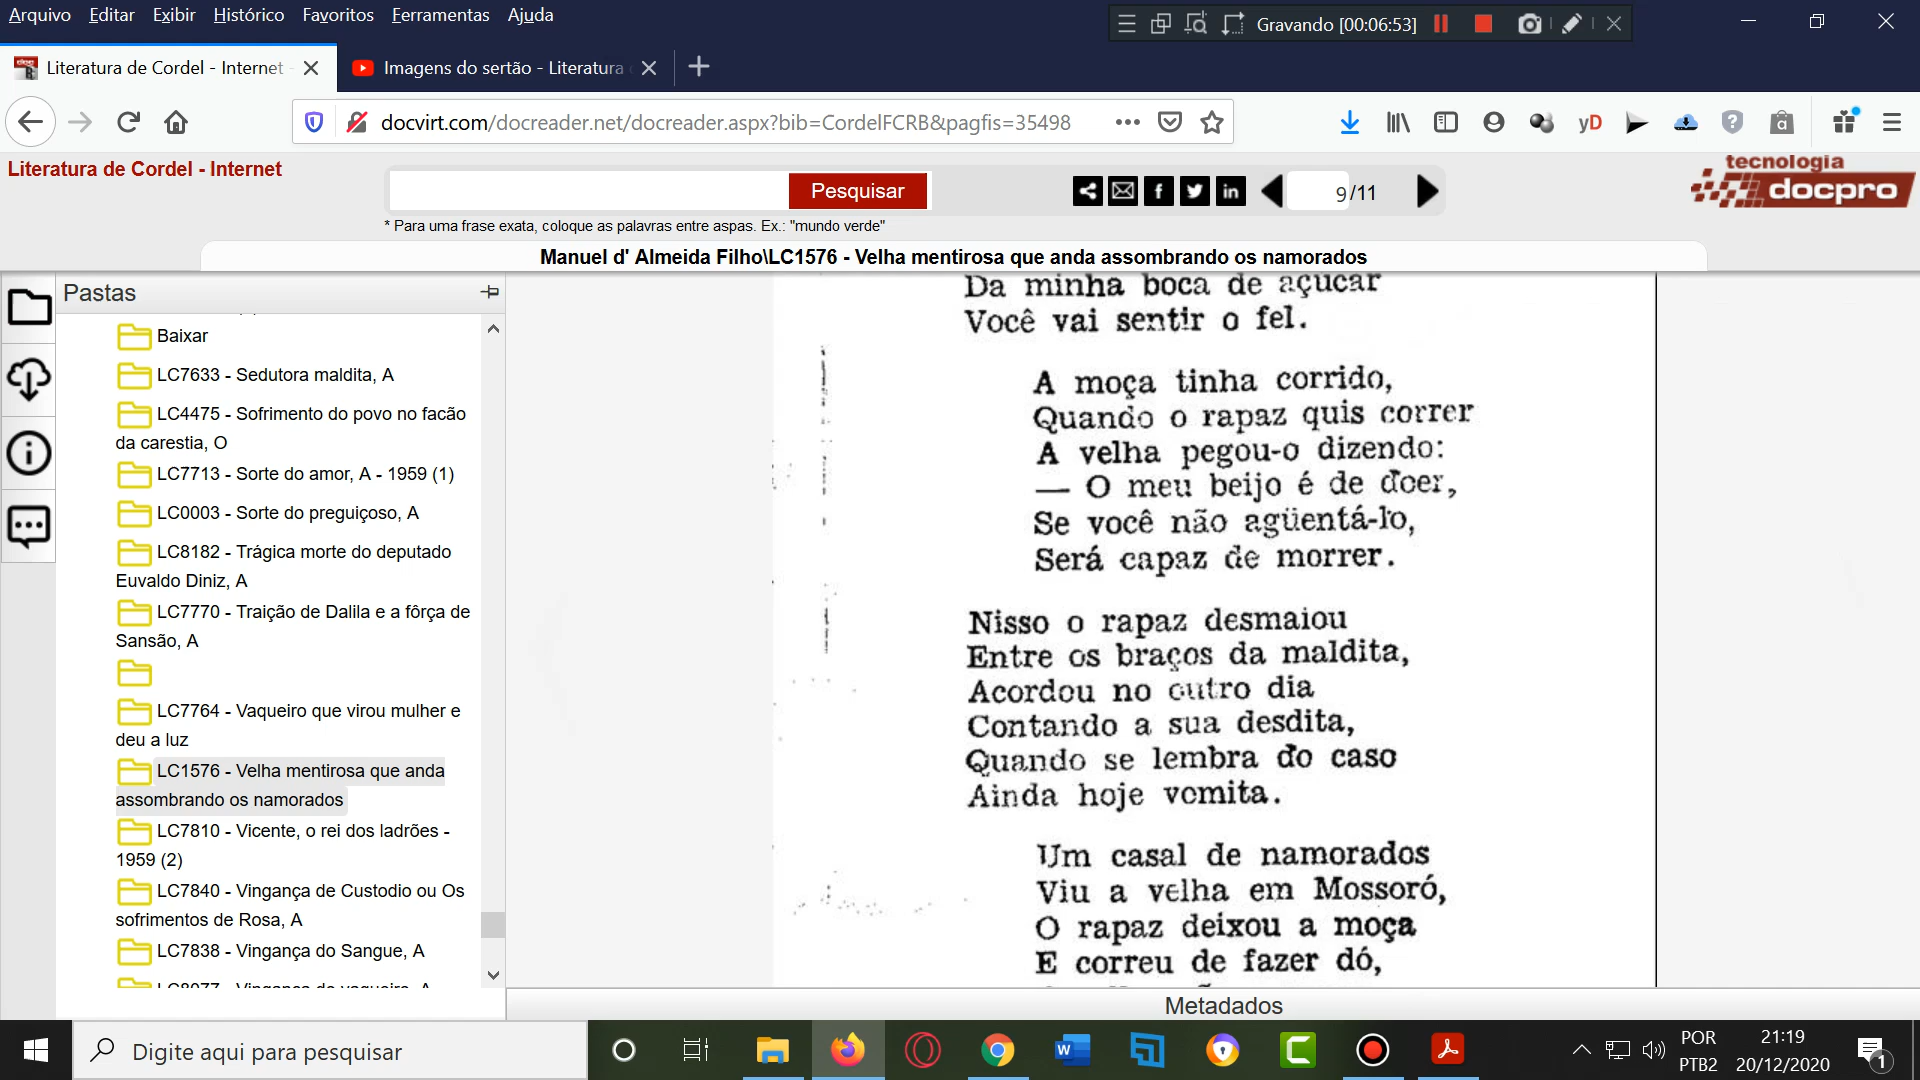 Arquivo Editar Exibir Histórico Favoritos Ferramentas Ajuda
Gravando [00:06:53]
Literatura de Cordel - Internet -
Imagens do sertão - Literatura
docvirt.com/docreader.net/docreader.aspx?bib=CordelFCRB&pagfis=35498
yD
Literatura de Cordel - Internet
Pesquisar
9/11
tecnologia
docpro
* Para uma frase exata, coloque as palavras entre aspas. Ex.: "mundo verde"
Manuel d' Almeida Filho\LC1576 - Velha mentirosa que anda assombrando os namorados
Pastas
Baixar
LC7633 - Sedutora maldita, A
LC4475 - Sofrimento do povo no facão
da carestia, O
LC7713 - Sorte do amor, A - 1959 (1)
LC0003 - Sorte do preguiçoso, A
LC8182 - Trágica morte do deputado
Euvaldo Diniz, A
LC7770 - Traição de Dalila e a fôrça de
Sansão, A
LC7764 - Vaqueiro que virou mulher e
deu a luz
LC1576 - Velha mentirosa que anda
assombrando os namorados
LC7810 - Vicente, o rei dos ladrões -
1959 (2)
LC7840 - Vingança de Custodio ou Os
sofrimentos de Rosa, A
LC7838 - Vingança do Sangue, A
Da minha boca de açucar
Você vai sentir o fel.
A moça tinha corrido,
Quando o rapaz quis correr
A velha pegou-o dizendo:
— O meu beijo é de doer,
Se você não agüentá-lo,
Será capaz de morrer.
Nisso o rapaz desmaiou
Entre os braços da maldita,
Acordou no outro dia
Contando a sua desdita,
Quando se lembra do caso
Ainda hoje vomita.
Um casal de namorados
Viu a velha em Mossoró,
O rapaz deixou a moça
E correu de fazer dó,
Metadados
Digite aqui para pesquisar
POR
PTB2
21:19
20/12/2020
1